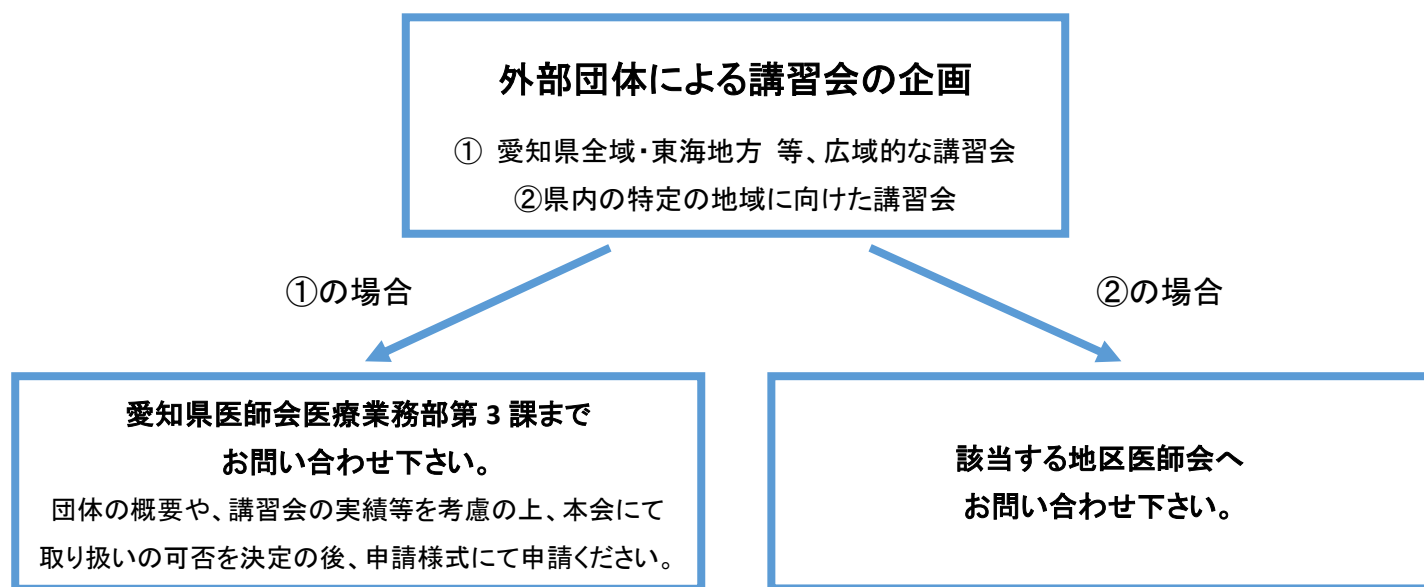 外部団体による講習会の企画
① 愛知県全域・東海地方 等、広域的な講習会
②県内の特定の地域に向けた講習会
①の場合
②の場合
愛知県医師会医療業務部第 3 課まで
お問い合わせ下さい。
団体の概要や、講習会の実績等を考慮の上、本会にて
取り扱いの可否を決定の後、申請様式にて申請ください。
該当する地区医師会へ
お問い合わせ下さい。